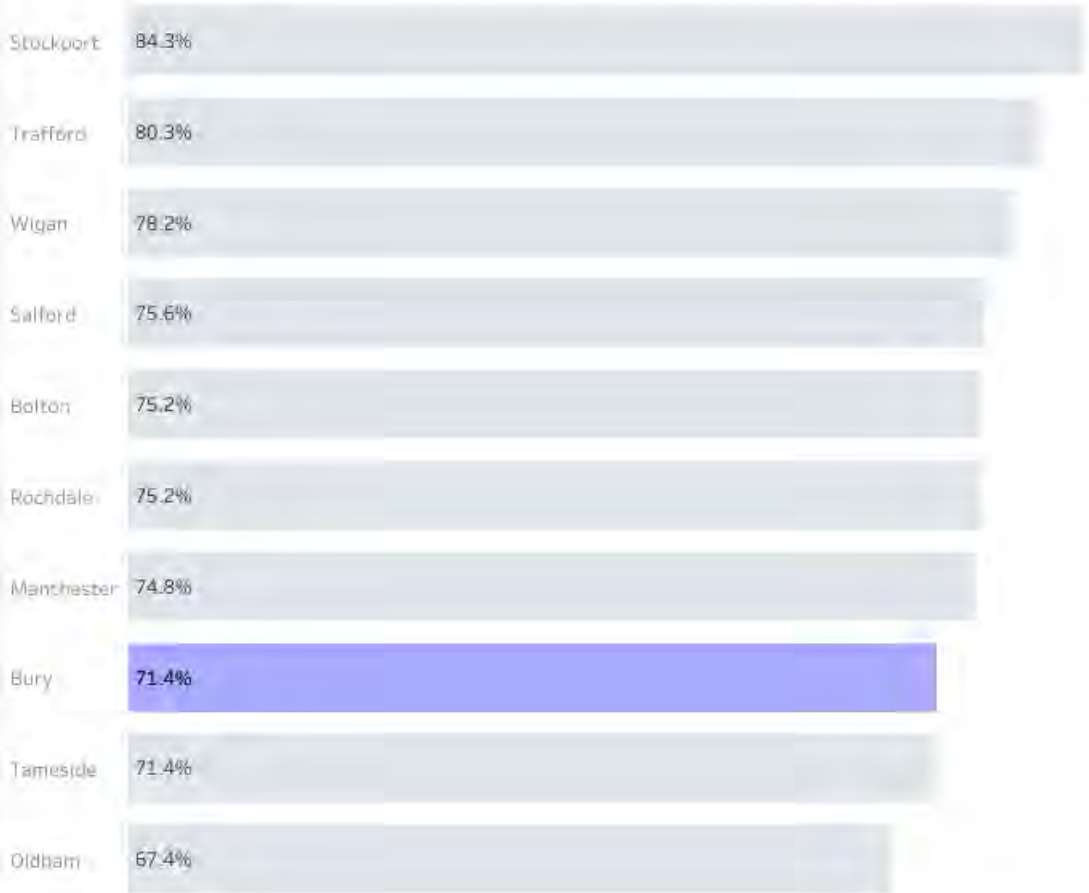 Stockport 84.3%
Trafford 80.3%
Wigan 78.2%
Salford 75.6%
Bolton 75.2%
Rochdale 75.2%
Manchester 74.8%
Bury 71.4%
Tameside 71.4%
Oldham 67.4%